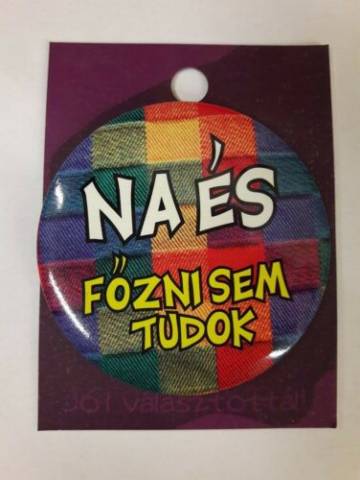 NA ÉS
FŐZNI SEM
TUDOK
Jól választottál!